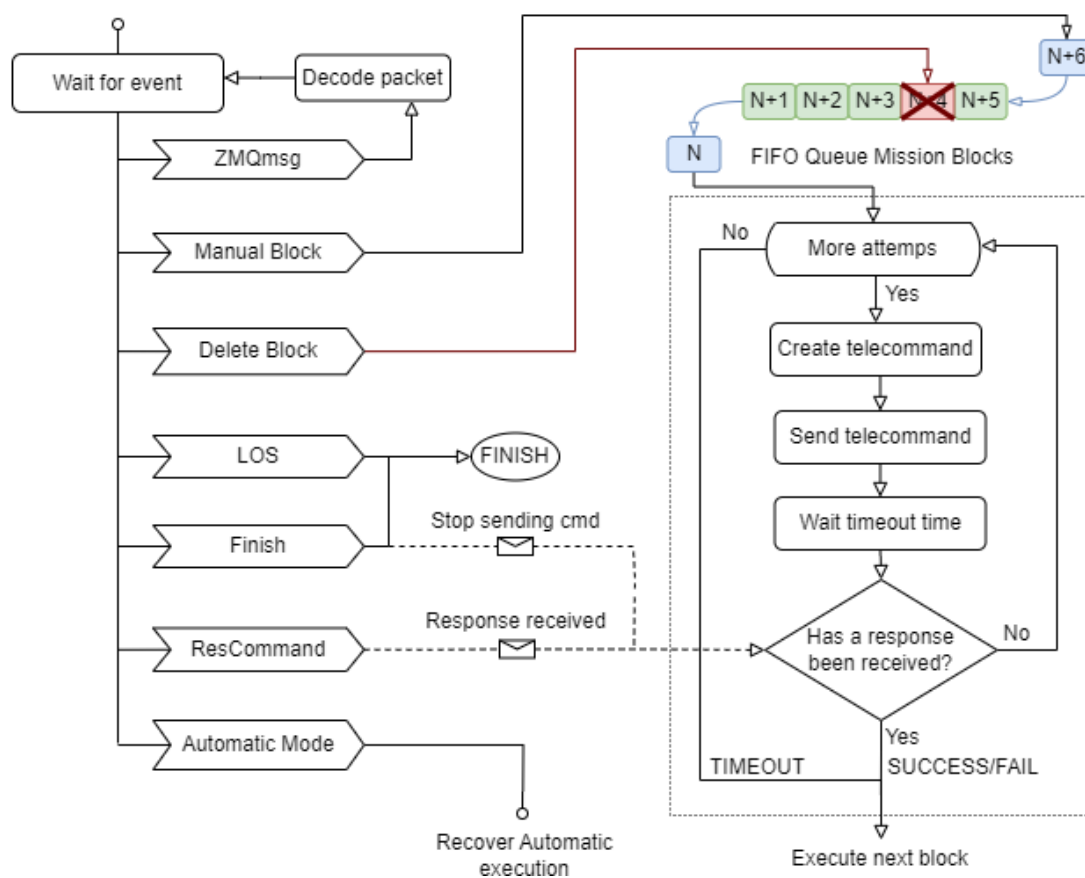 Wait for event
Decode packet
N+6
N+1 N+2 N+3 N+4 N+5
ZMQmsg
N
FIFO Queue Mission Blocks
Manual Block
No
More attemps
Yes
Delete Block
Create telecommand
LOS
FINISH
Send telecommand
Stop sending cmd
Finish
Wait timeout time
Response received
ResCommand
Has a response
been received?
No
Automatic Mode
Yes
TIMEOUT
SUCCESS/FAIL
Recover Automatic
execution
Execute next block